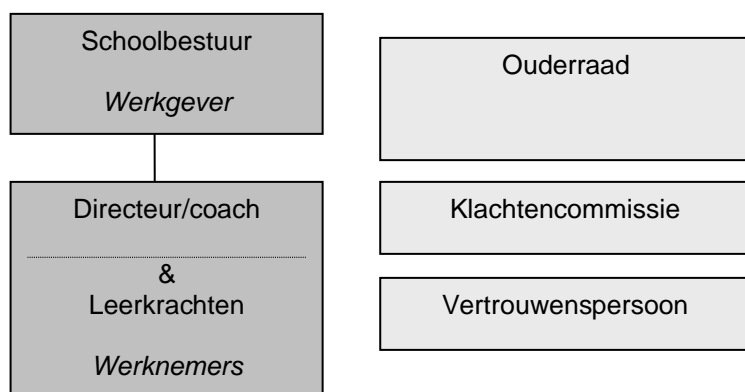 Schoolbestuur
Werkgever
Directeur/coach
&
Leerkrachten
Werknemers
Ouderraad
Klachtencommissie
Vertrouwenspersoon